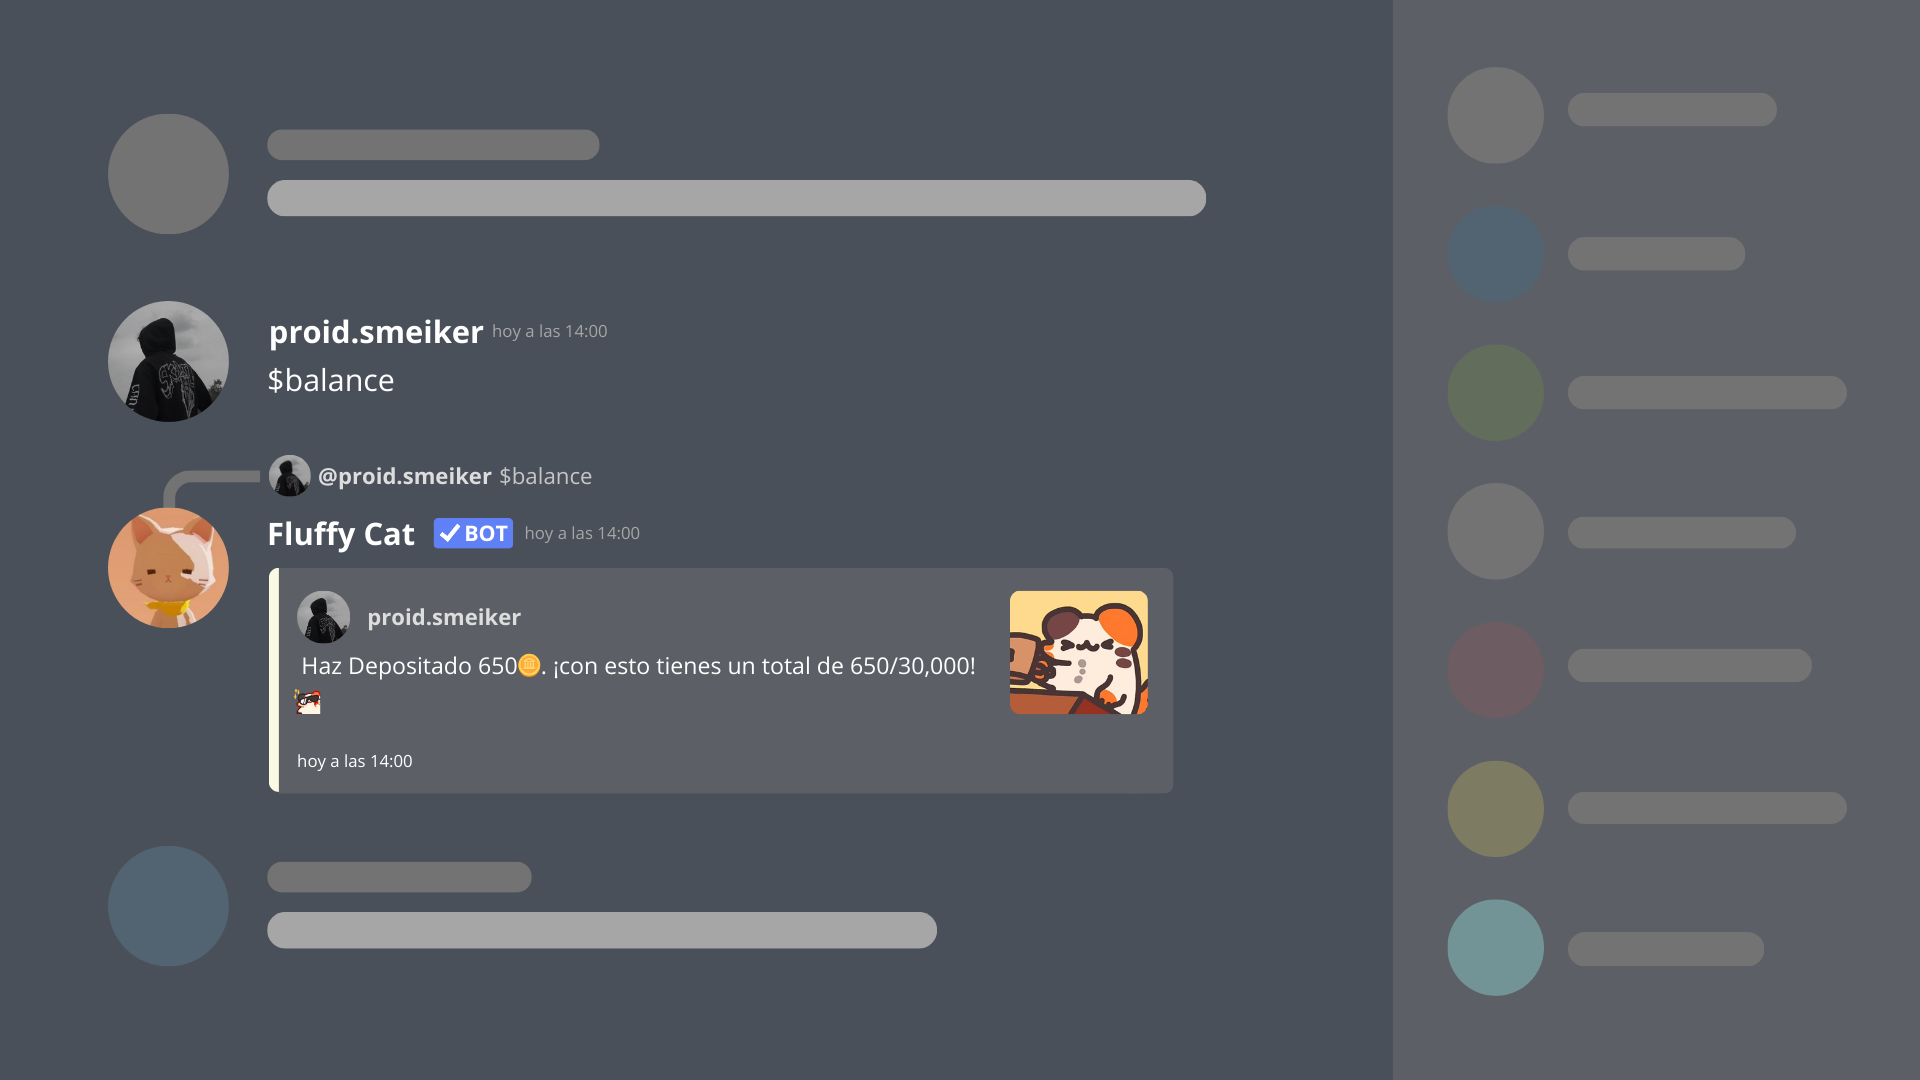 proid.smeiker hoy a las 14:00
$balance
@proid.smeiker $balance
Fluffy Cat BOT hoy a las 14:00
proid.smeiker
Haz Depositado 650🪙. ¡con esto tienes un total de 650/30,000!
hoy a las 14:00